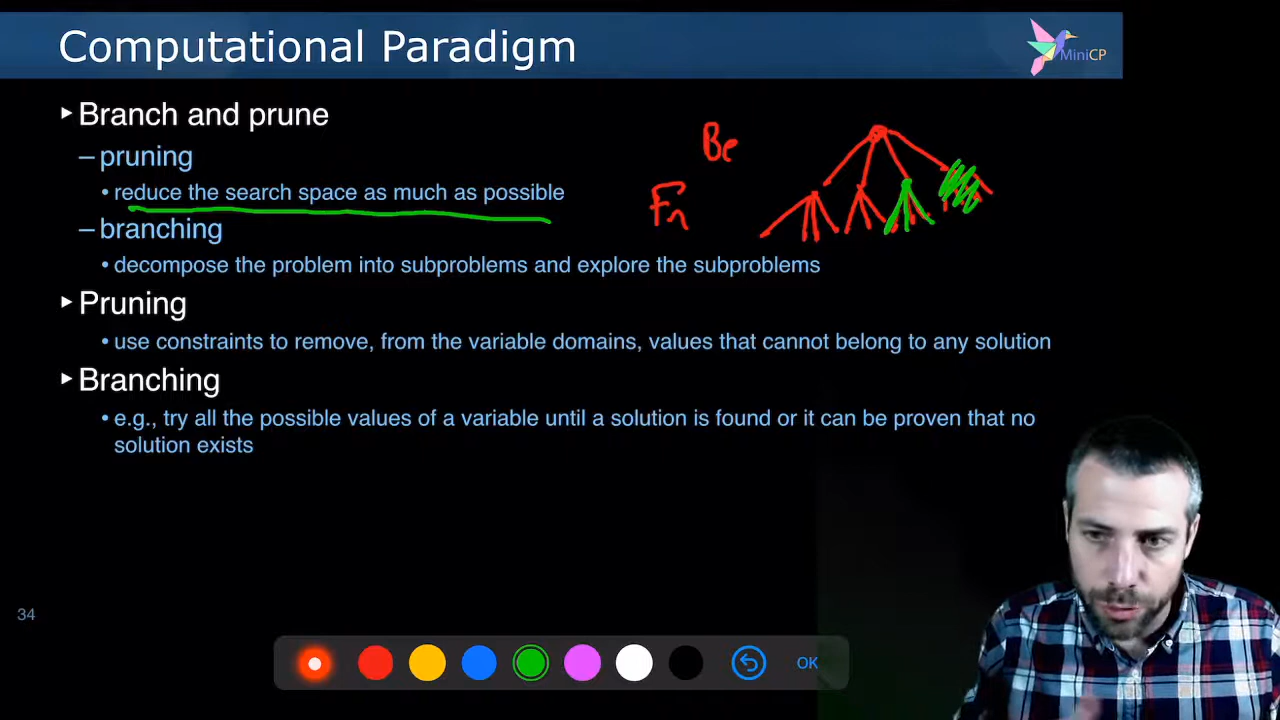 Computational Paradigm
MiniCP
▸Branch and prune
– pruning
• reduce the search space as much as possible
Be
Fr
– branching
• decompose the problem into subproblems and explore the subproblems
▸Pruning
• use constraints to remove, from the variable domains, values that cannot belong to any solution
▸Branching
• e.g., try all the possible values of a variable until a solution is found or it can be proven that no
solution exists
34
OK